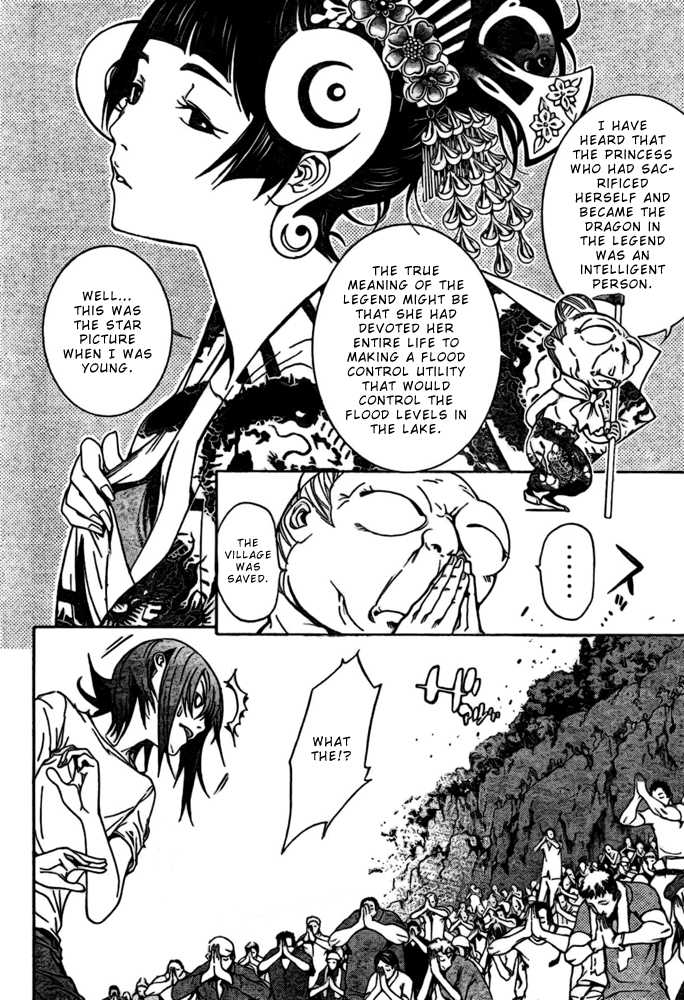 I HAVE
HEARD THAT
THE PRINCESS
WHO HAD SAC-
RIFICED
HERSELF AND
BECAME THE
DRAGON IN
THE LEGEND
WAS AN
INTELLIGENT
PERSON.
THE TRUE
MEANING OF THE
LEGEND MIGHT BE
THAT SHE HAD
DEVOTED HER
ENTIRE LIFE TO
MAKING A FLOOD
CONTROL UTILITY
THAT WOULD
CONTROL THE
FLOOD LEVELS IN
THE LAKE.
WELL...
THIS WAS
THE STAR
PICTURE
WHEN I WAS
YOUNG.
.....
ス
THE
VILLAGE
WAS
SAVED.
WHAT
THE!?